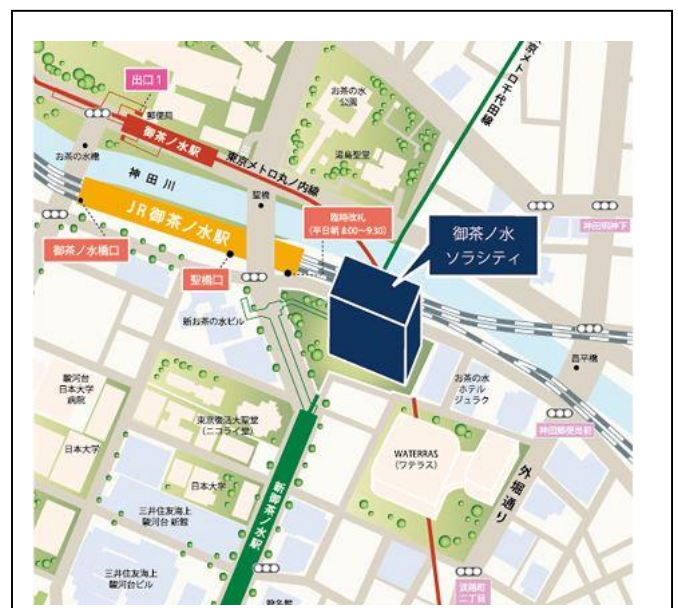 出口1
郵便局
御茶ノ水駅
お茶の水橋
東京メトロ丸ノ内線
お茶の水
公園
湯島聖堂
東京メトロ千代田線
神田川
聖橋
JR御茶ノ水駅
臨時改札
(平日朝 8:00〜9:30)
御茶ノ水
ソラシティ
神田明神下
御茶ノ水橋口
聖橋口
新お茶の水ビル
昌平橋
お茶の水
ホテル
ジュラク
駿河台
日本大学
病院
東京復活大聖堂
(ニコライ堂)
神田郵便局前
WATERRAS
(ワテラス)
外堀通り
日本大学
日本大学
新御茶ノ水駅
三井住友海上
駿河台 新館
三井住友海上
駿河台ビル
淡路町
二丁目